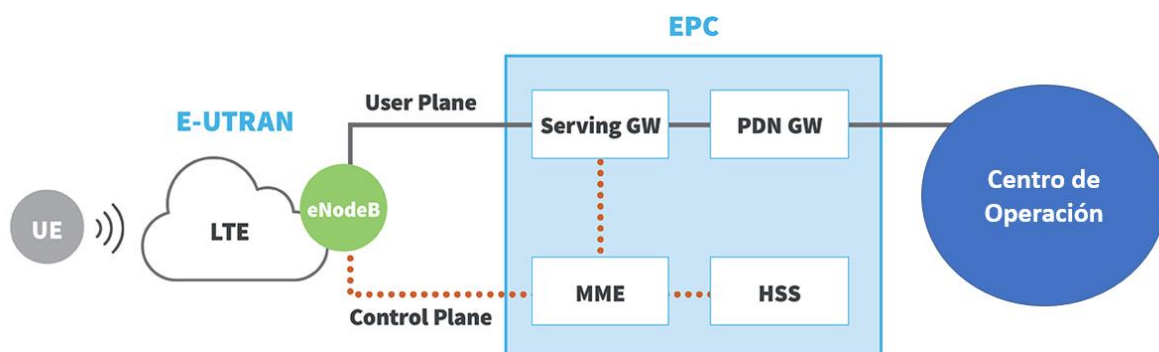 EPC
E-UTRAN
User Plane
Serving GW
PDN GW
UE
LTE
eNodeB
Centro de
Operación
Control Plane
MME
HSS